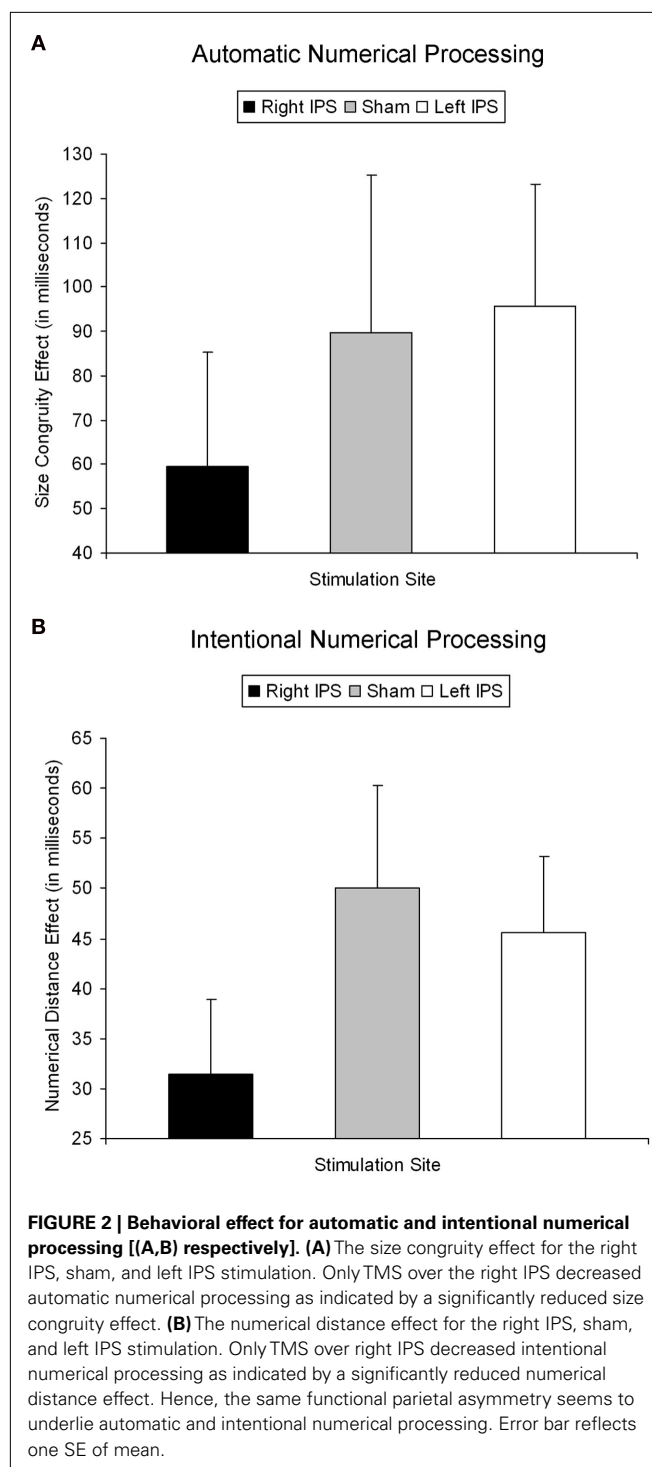 A
Automatic Numerical Processing
Right IPS Sham Left IPS
130
120
110
100
90
80
70
60
50
40
Size Congruity Effect (in milliseconds)
Stimulation Site
B
Intentional Numerical Processing
Right IPS Sham Left IPS
65
60
55
50
45
40
35
30
25
Numerical Distance Effect (in milliseconds)
Stimulation Site
FIGURE 2 | Behavioral effect for automatic and intentional numerical
processing [(A,B) respectively]. (A) The size congruity effect for the right
IPS, sham, and left IPS stimulation. Only TMS over the right IPS decreased
automatic numerical processing as indicated by a significantly reduced size
congruity effect. (B) The numerical distance effect for the right IPS, sham,
and left IPS stimulation. Only TMS over right IPS decreased intentional
numerical processing as indicated by a significantly reduced numerical
distance effect. Hence, the same functional parietal asymmetry seems to
underlie automatic and intentional numerical processing. Error bar reflects
one SE of mean.